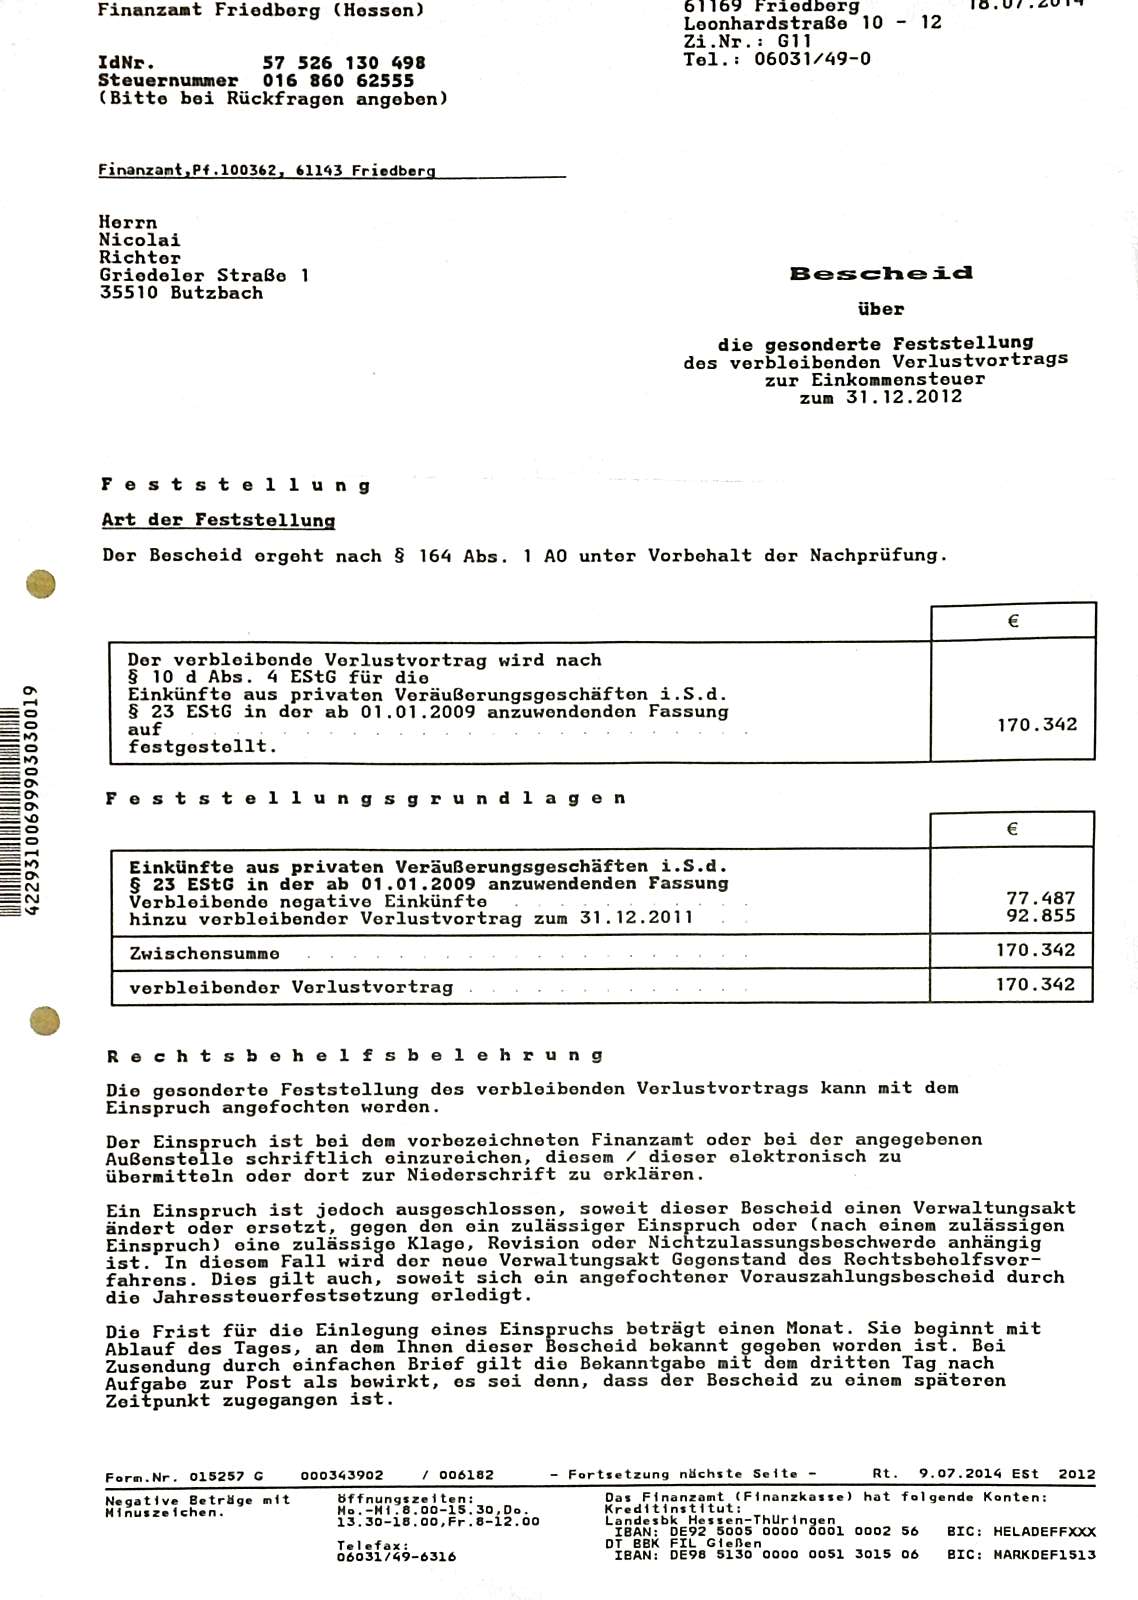 Finanzamt Friedberg (Hessen)
61169 Friedberg 18.07.2014
Leonhardstraße 10 - 12
Zi.Nr.: G11
Tel.: 06031/49-0
IdNr. 57 526 130 498
Steuernummer 016 860 62555
(Bitte bei Rückfragen angeben)
Finanzamt,Pf.100362, 61143 Friedberg
Herrn
Nicolai
Richter
Griedeler Straße 1
35510 Butzbach
Bescheid
über
die gesonderte Feststellung
des verbleibenden Verlustvortrags
zur Einkommensteuer
zum 31.12.2012
Feststellung
Art der Feststellung
Der Bescheid ergeht nach § 164 Abs. 1 AO unter Vorbehalt der Nachprüfung.
€
Der verbleibende Verlustvortrag wird nach
§ 10 d Abs. 4 EStG für die
Einkünfte aus privaten Veräußerungsgeschäften i.S.d.
§ 23 EStG in der ab 01.01.2009 anzuwendenden Fassung
auf 170.342
festgestellt.
Feststellungsgrundlagen
€
Einkünfte aus privaten Veräußerungsgeschäften i.S.d.
§ 23 EStG in der ab 01.01.2009 anzuwendenden Fassung
Verbleibende negative Einkünfte 77.487
hinzu verbleibender Verlustvortrag zum 31.12.2011 92.855
Zwischensumme 170.342
verbleibender Verlustvortrag 170.342
42293100699903030019
Rechtsbehelfsbelehrung
Die gesonderte Feststellung des verbleibenden Verlustvortrags kann mit dem
Einspruch angefochten werden.
Der Einspruch ist bei dem vorbezeichneten Finanzamt oder bei der angegebenen
Außenstelle schriftlich einzureichen, diesem / dieser elektronisch zu
übermitteln oder dort zur Niederschrift zu erklären.
Ein Einspruch ist jedoch ausgeschlossen, soweit dieser Bescheid einen Verwaltungsakt
ändert oder ersetzt, gegen den ein zulässiger Einspruch oder (nach einem zulässigen
Einspruch) eine zulässige Klage, Revision oder Nichtzulassungsbeschwerde anhängig
ist. In diesem Fall wird der neue Verwaltungsakt Gegenstand des Rechtsbehelfsver-
fahrens. Dies gilt auch, soweit sich ein angefochtener Vorauszahlungsbescheid durch
die Jahressteuerfestsetzung erledigt.
Die Frist für die Einlegung eines Einspruchs beträgt einen Monat. Sie beginnt mit
Ablauf des Tages, an dem Ihnen dieser Bescheid bekannt gegeben worden ist. Bei
Zusendung durch einfachen Brief gilt die Bekanntgabe mit dem dritten Tag nach
Aufgabe zur Post als bewirkt, es sei denn, dass der Bescheid zu einem späteren
Zeitpunkt zugegangen ist.
Form.Nr. 015257 G 000343902 / 006182 - Fortsetzung nächste Seite - Rt. 9.07.2014 ESt 2012
Negative Beträge mit
Minuszeichen.
Öffnungszeiten:
Mo.-Mi.8.00-15.30,Do.
13.30-18.00,Fr.8-12.00
Telefax:
06031/49-6316
Das Finanzamt (Finanzkasse) hat folgende Konten:
Kreditinstitut:
Landesbk Hessen-Thüringen
IBAN: DE92 5005 0000 0001 0002 56 BIC: HELADEFFXXX
DT BBK FIL Gießen
IBAN: DE98 5130 0000 0051 3015 06 BIC: MARKDEF1513